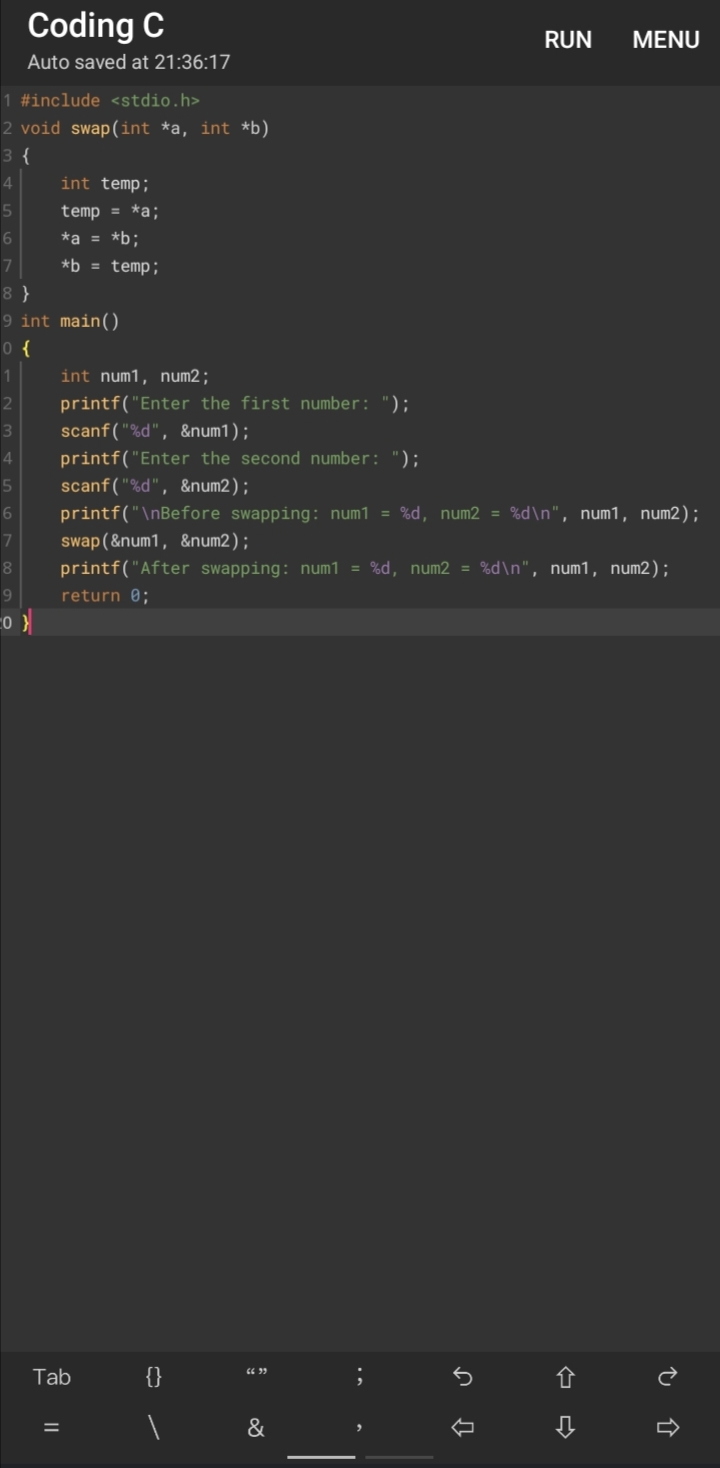 Coding C
Auto saved at 21:36:17
RUN MENU
1 #include <stdio.h>
2 void swap(int *a, int *b)
3 {
4     int temp;
5     temp = *a;
6     *a = *b;
7     *b = temp;
8 }
9 int main()
0 {
1     int num1, num2;
2     printf("Enter the first number: ");
3     scanf("%d", &num1);
4     printf("Enter the second number: ");
5     scanf("%d", &num2);
6     printf("\nBefore swapping: num1 = %d, num2 = %d\n", num1, num2);
7     swap(&num1, &num2);
8     printf("After swapping: num1 = %d, num2 = %d\n", num1, num2);
9     return 0;
20 }
Tab {} “” ;
= \ & ,